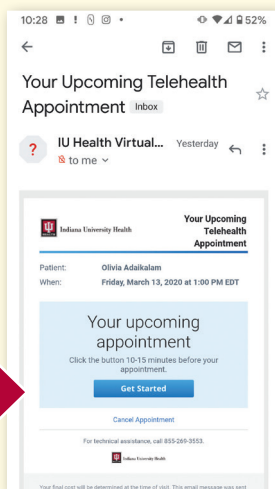 10:28
52%
Your Upcoming Telehealth
Appointment Inbox
? IU Health Virtual... Yesterday
to me
Indiana University Health
Your Upcoming
Telehealth
Appointment
Patient: Olivia Adaikalam
When: Friday, March 13, 2020 at 1:00 PM EDT
Your upcoming
appointment
Click the button 10-15 minutes before your
appointment.
Get Started
Cancel Appointment
For technical assistance, call 855-269-3553.
Indiana University Health
Your final cost will be determined at the time of visit. This email message was sent